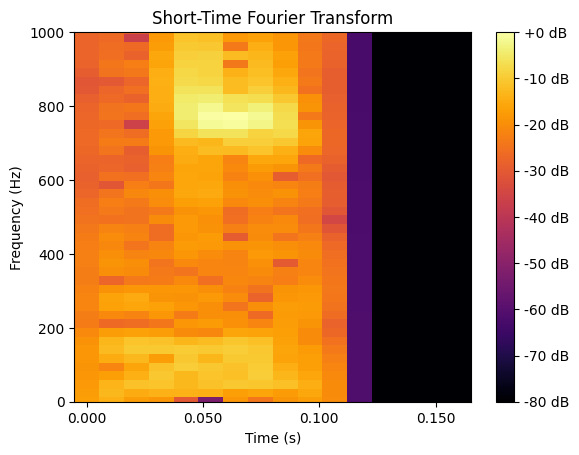 Short-Time Fourier Transform
1000
800
600
400
200
0
Frequency (Hz)
0.000
0.050
0.100
0.150
Time (s)
+0 dB
-10 dB
-20 dB
-30 dB
-40 dB
-50 dB
-60 dB
-70 dB
-80 dB